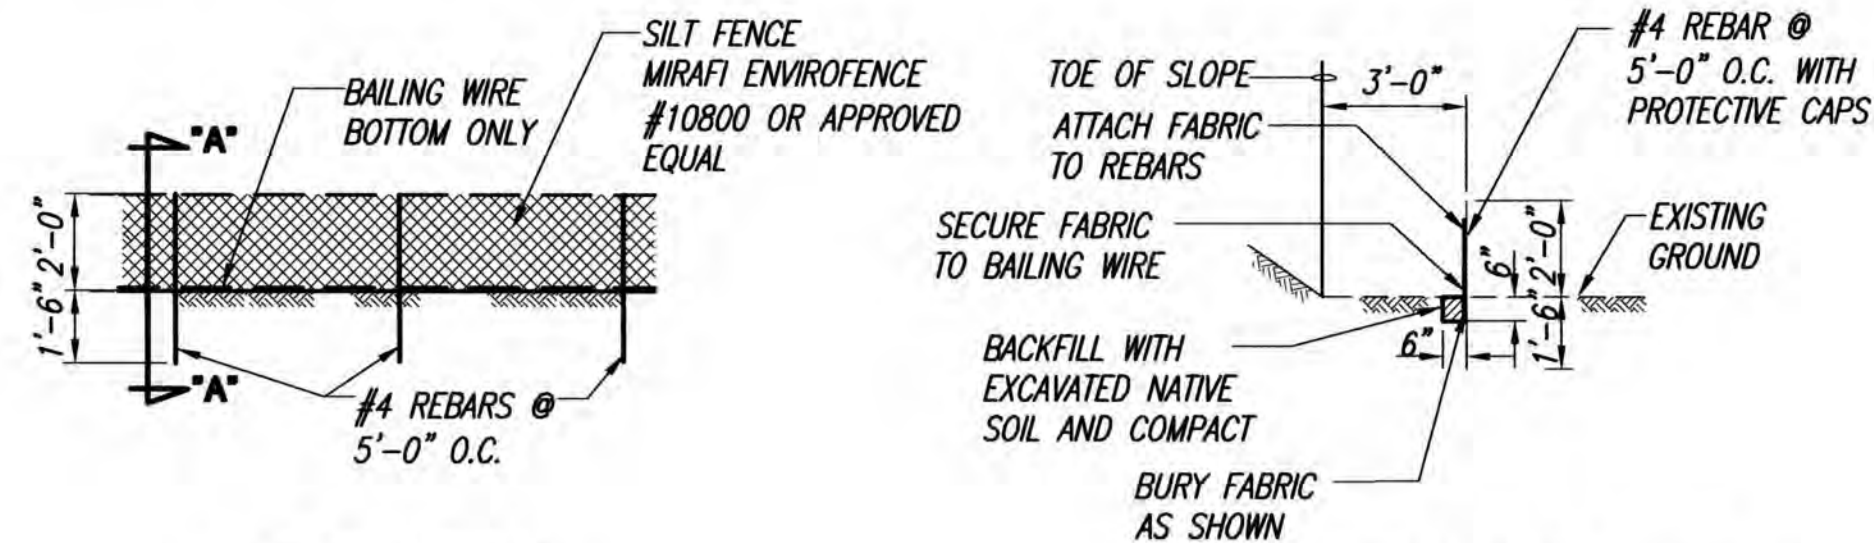 SILT FENCE
MIRAFI ENVIROFENCE
#10800 OR APPROVED
EQUAL
BAILING WIRE
BOTTOM ONLY
"A"
2'-0"
1'-6"
"A"
#4 REBARS @
5'-0" O.C.
#4 REBAR @
5'-0" O.C. WITH
PROTECTIVE CAPS
TOE OF SLOPE
3'-0"
ATTACH FABRIC
TO REBARS
SECURE FABRIC
TO BAILING WIRE
EXISTING
GROUND
6"
2'-0"
1'-6"
6"
BACKFILL WITH
EXCAVATED NATIVE
SOIL AND COMPACT
BURY FABRIC
AS SHOWN